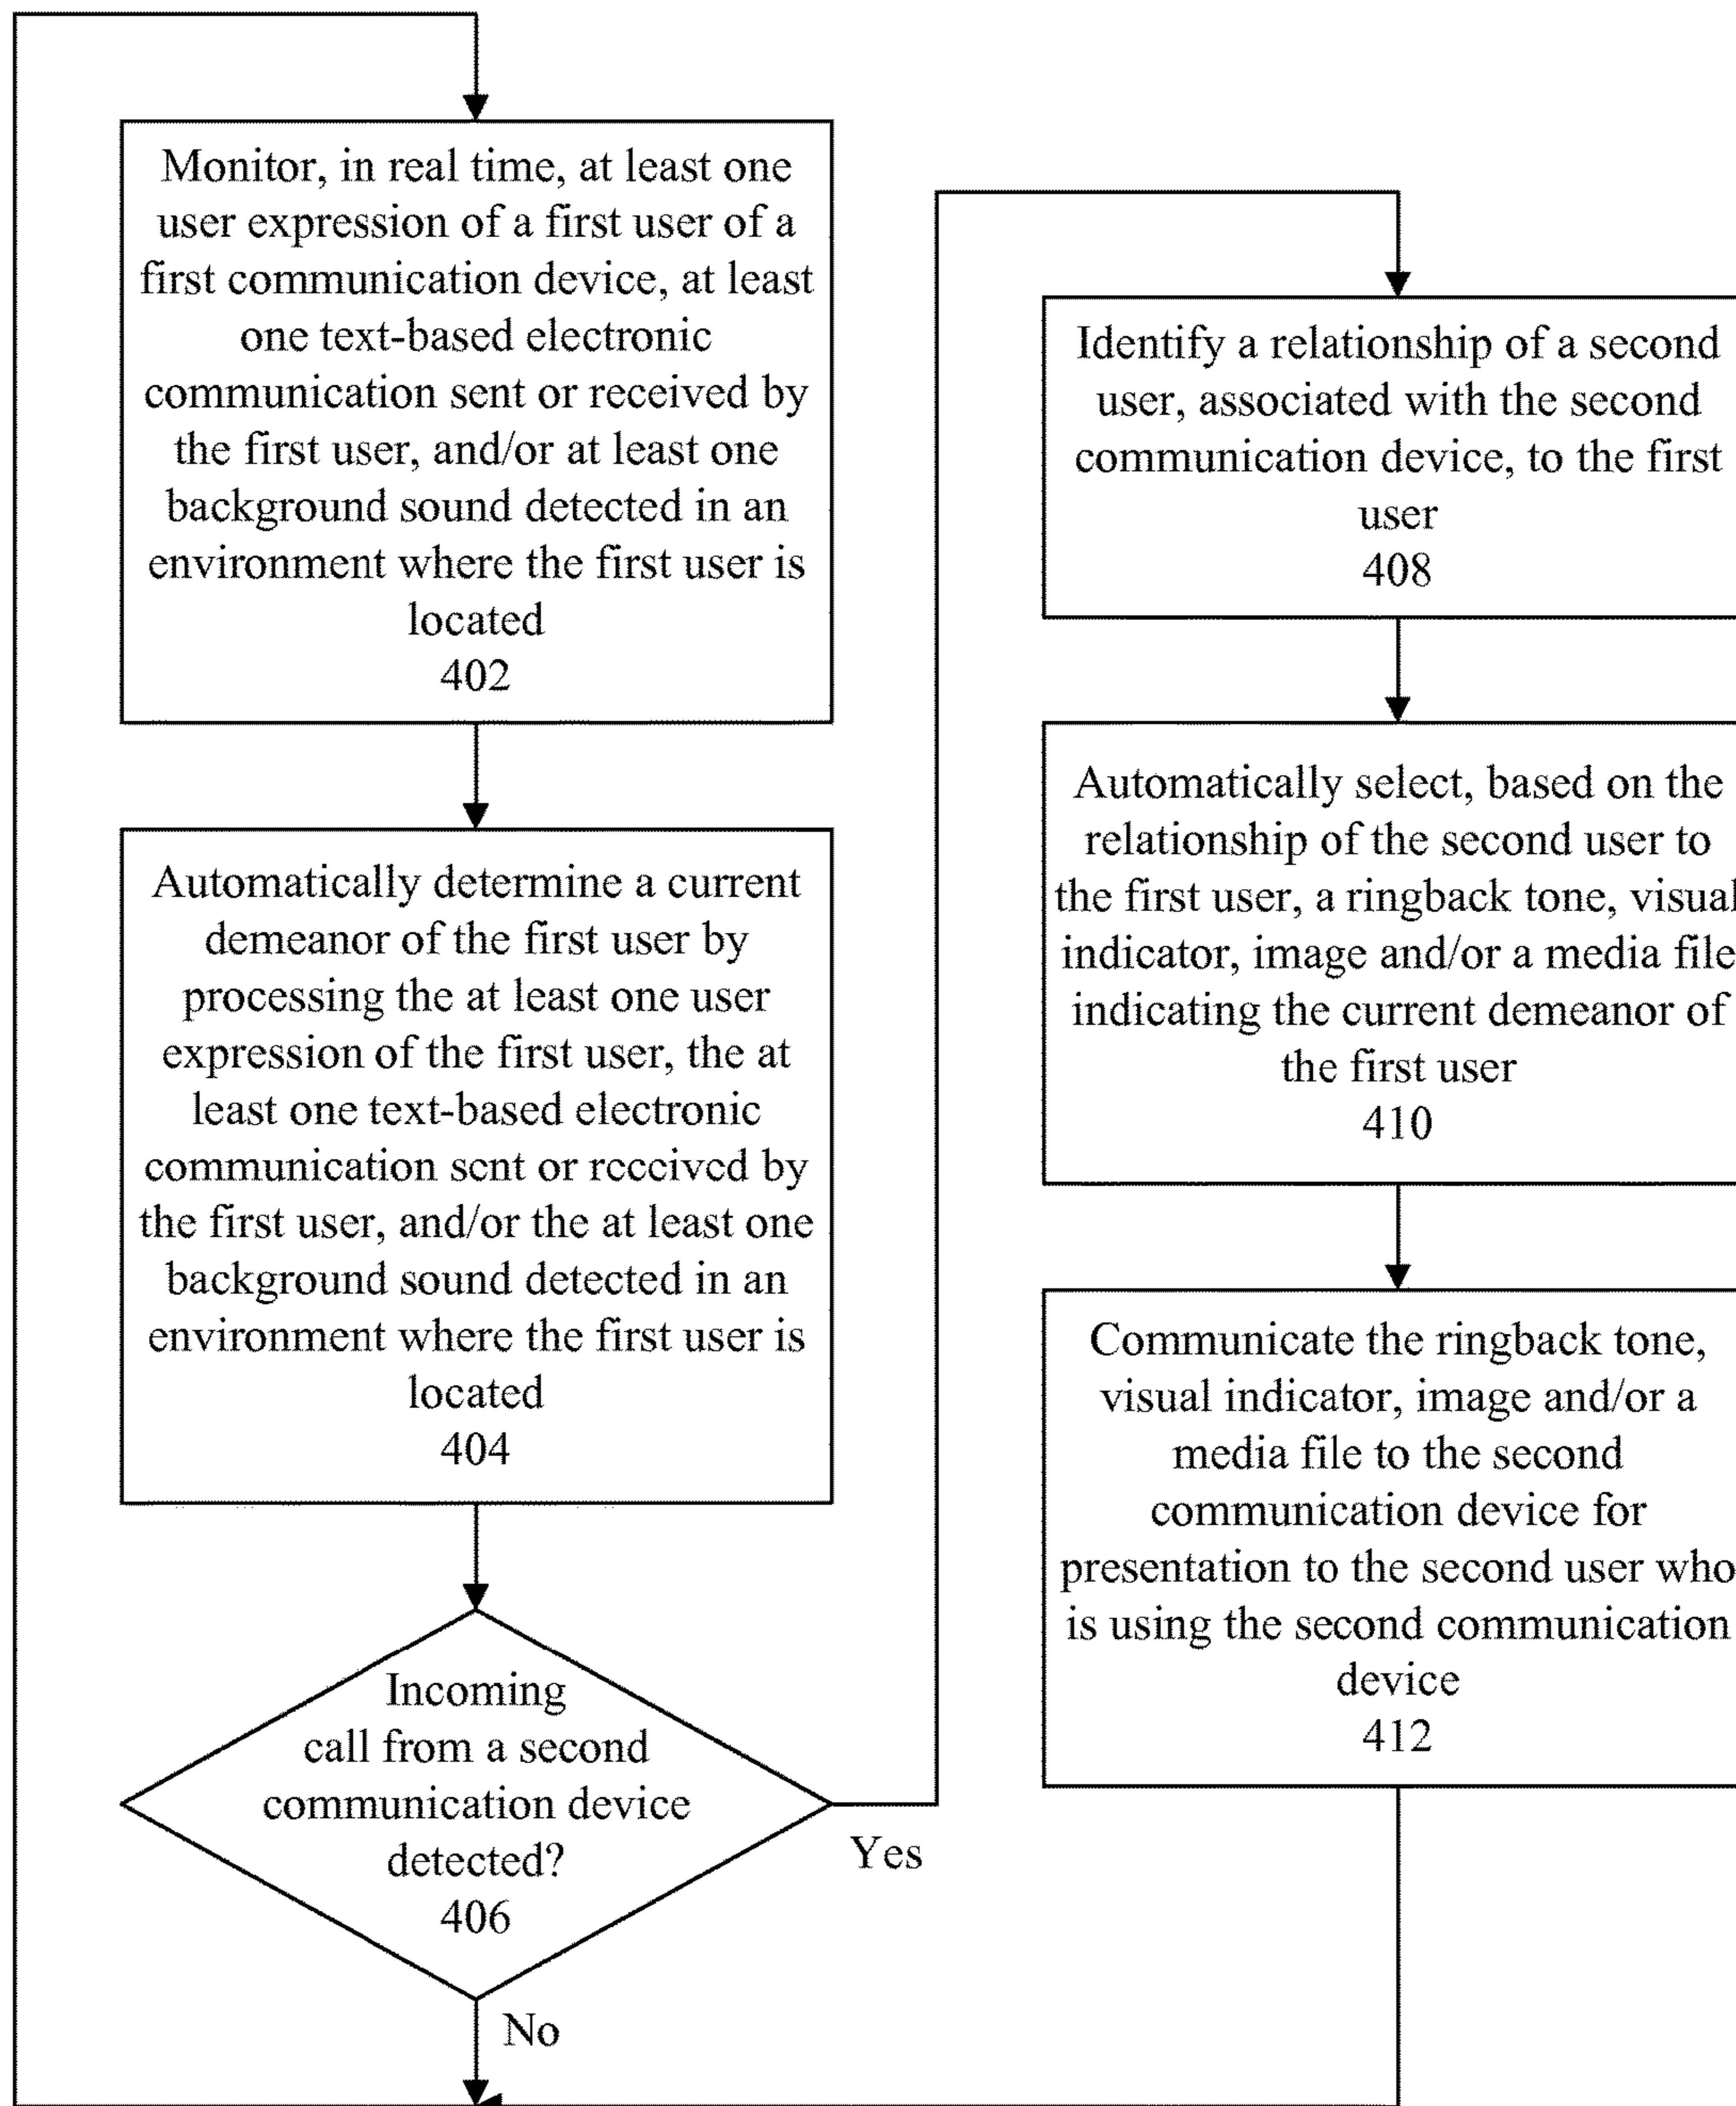 Monitor, in real time, at least one
user expression of a first user of a
first communication device, at least
one text-based electronic
communication sent or received by
the first user, and/or at least one
background sound detected in an
environment where the first user is
located
402
Automatically determine a current
demeanor of the first user by
processing the at least one user
expression of the first user, the at
least one text-based electronic
communication sent or received by
the first user, and/or the at least one
background sound detected in an
environment where the first user is
located
404
Incoming
call from a second
communication device
detected?
406
Yes
No
Identify a relationship of a second
user, associated with the second
communication device, to the first
user
408
Automatically select, based on the
relationship of the second user to
the first user, a ringback tone, visual
indicator, image and/or a media file
indicating the current demeanor of
the first user
410
Communicate the ringback tone,
visual indicator, image and/or a
media file to the second
communication device for
presentation to the second user who
is using the second communication
device
412